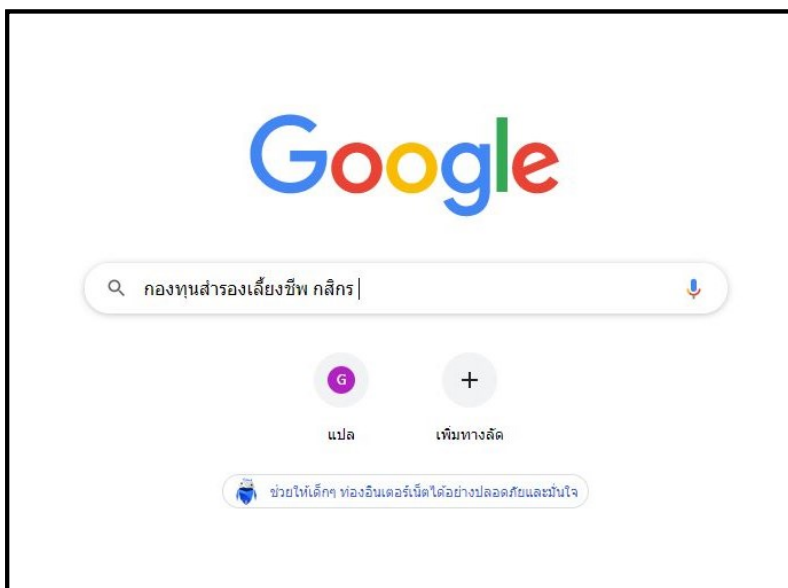 Google
กองทุนสำรองเลี้ยงชีพ กสิกร
G
แปล
เพิ่มทางลัด
ช่วยให้เด็กๆ ท่องอินเตอร์เน็ตได้อย่างปลอดภัยและมั่นใจ